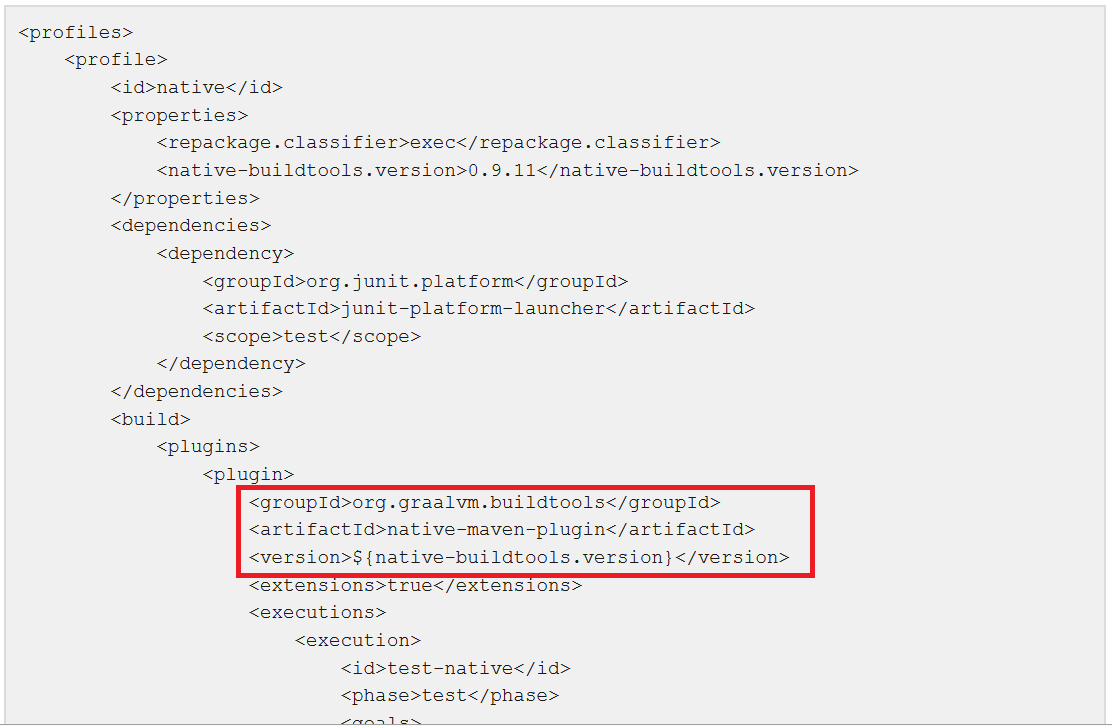 <profiles>
<profile>
<id>native</id>
<properties>
<repackage.classifier>exec</repackage.classifier>
<native-buildtools.version>0.9.11</native-buildtools.version>
</properties>
<dependencies>
<dependency>
<groupId>org.junit.platform</groupId>
<artifactId>junit-platform-launcher</artifactId>
<scope>test</scope>
</dependency>
</dependencies>
<build>
<plugins>
<plugin>
<groupId>org.graalvm.buildtools</groupId>
<artifactId>native-maven-plugin</artifactId>
<version>${native-buildtools.version}</version>
<extensions>true</extensions>
<executions>
<execution>
<id>test-native</id>
<phase>test</phase>
<goals>